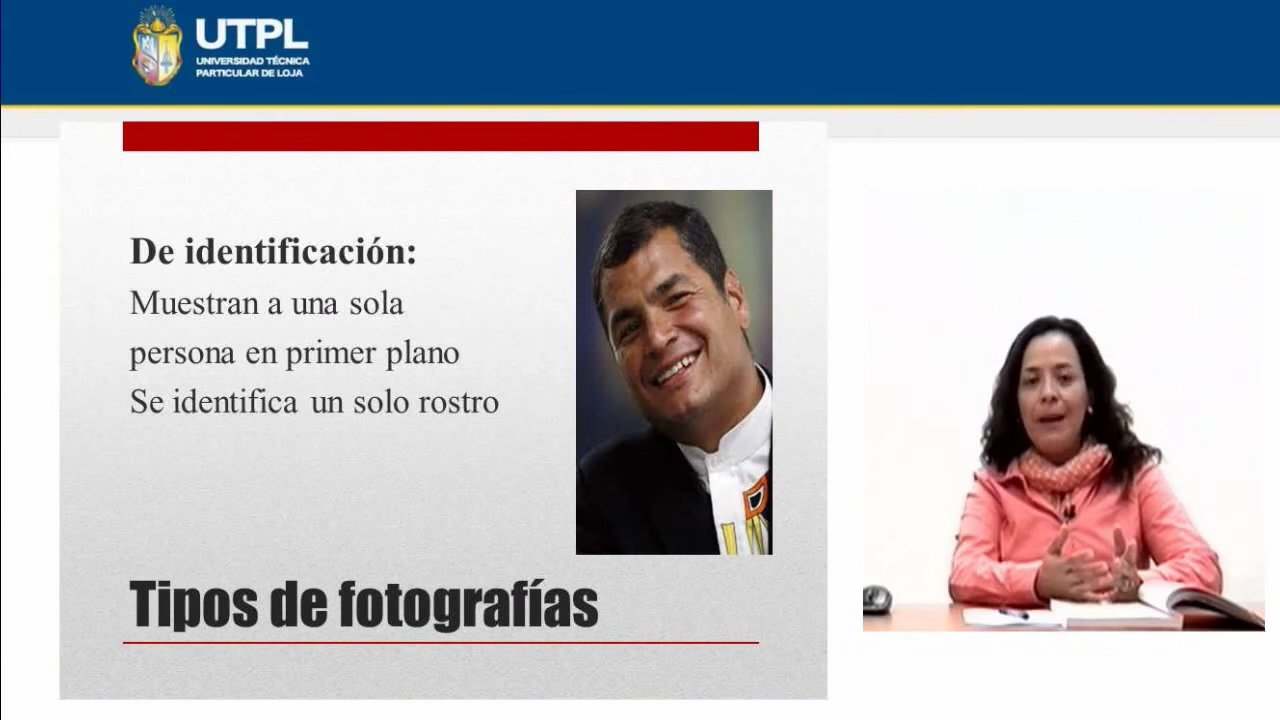 UTPL
UNIVERSIDAD TÉCNICA
PARTICULAR DE LOJA
De identificación:
Muestran a una sola
persona en primer plano
Se identifica un solo rostro
Tipos de fotografías